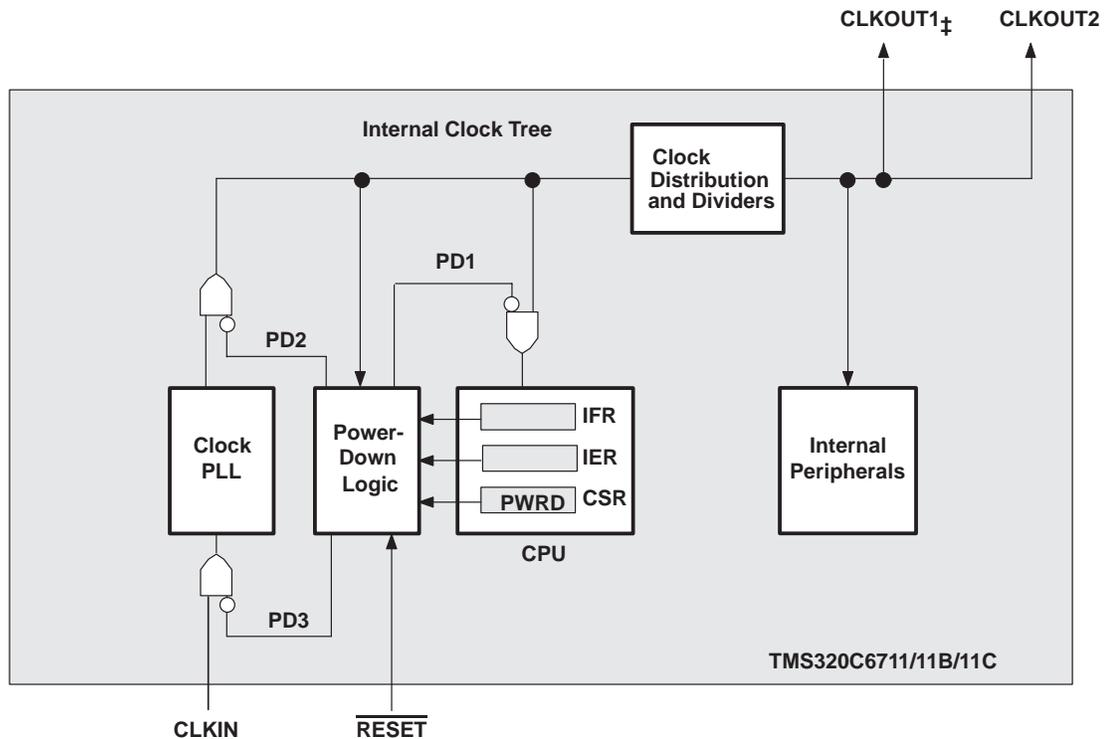 CLKOUT1‡ CLKOUT2
Internal Clock Tree
Clock
Distribution
and Dividers
PD1
PD2
Clock
PLL
Power-
Down
Logic
IFR
IER
PWRD CSR
CPU
Internal
Peripherals
PD3
TMS320C6711/11B/11C
CLKIN
RESET